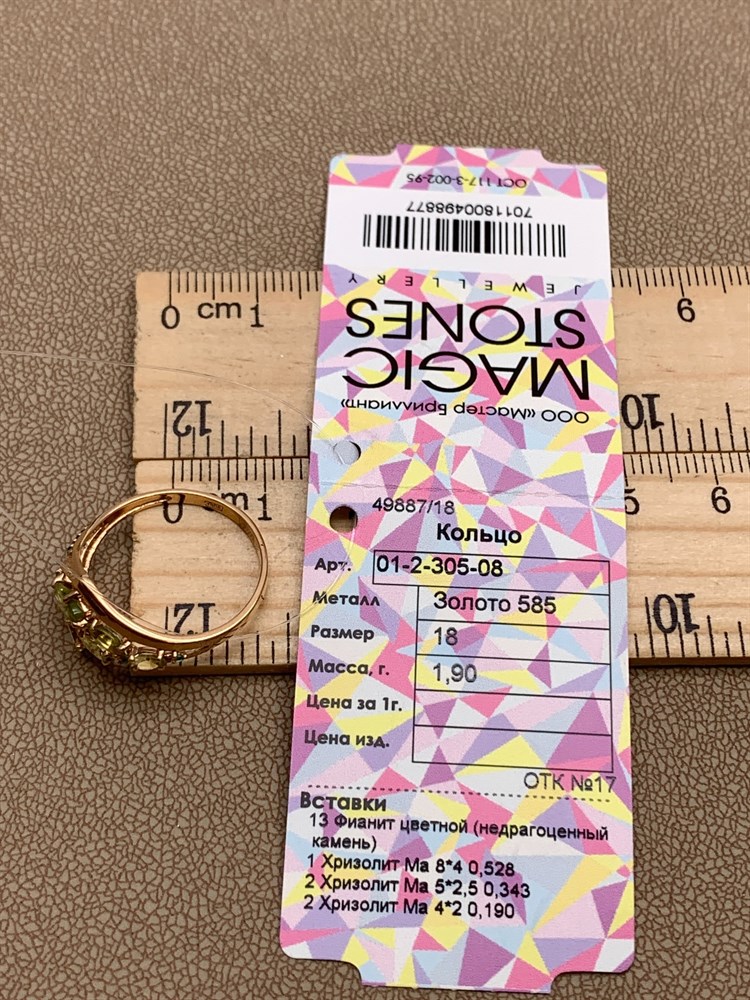 ОСТ 117-3-002-95
7011800498877
JEWELLERY
MAGIC
STONES
ООО «Мастер Бриллиант»
0 cm 1 6
12 10
49887/18
Кольцо
Арт. 01-2-305-08
Металл Золото 585
Размер 18
Масса, г. 1,90
Цена за 1г.
Цена изд.
ОТК №17
Вставки
13 Фианит цветной (недрагоценный
камень)
1 Хризолит Ма 8*4 0,528
2 Хризолит Ма 5*2,5 0,343
2 Хризолит Ма 4*2 0,190
0 cm 1 5 6
12 10